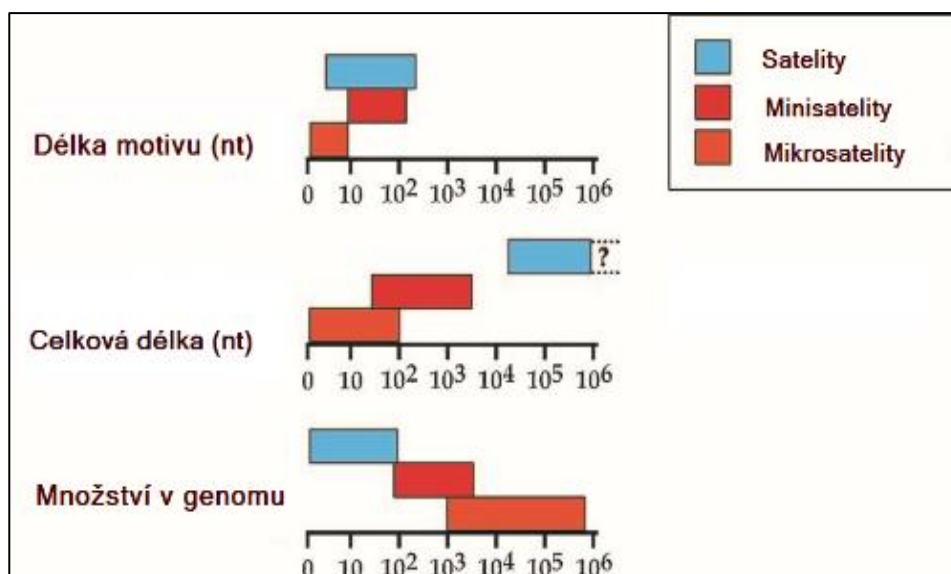 Satelity
Minisatelity
Mikrosatelity
Délka motivu (nt)
0 10 10² 10³ 10⁴ 10⁵ 10⁶
?
Celková délka (nt)
0 10 10² 10³ 10⁴ 10⁵ 10⁶
Množství v genomu
0 10 10² 10³ 10⁴ 10⁵ 10⁶